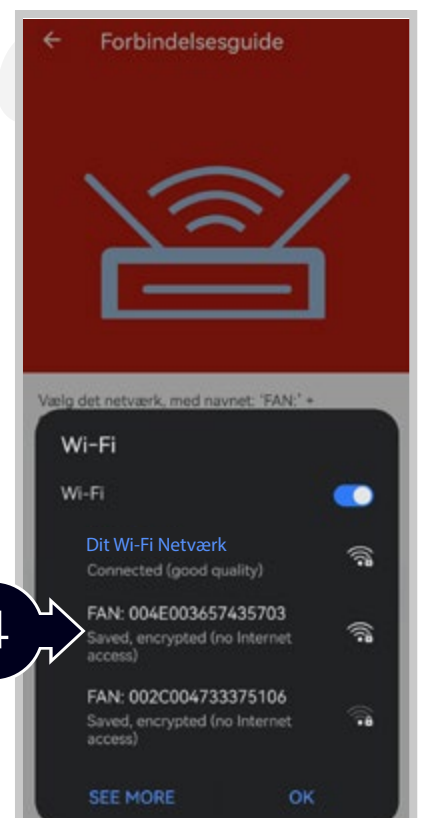 Forbindelsesguide
Vælg det netværk, med navnet: 'FAN:' +
Wi-Fi
Wi-Fi
Dit Wi-Fi Netværk
Connected (good quality)
4
FAN: 004E003657435703
Saved, encrypted (no Internet
access)
FAN: 002C004733375106
Saved, encrypted (no Internet
access)
SEE MORE OK